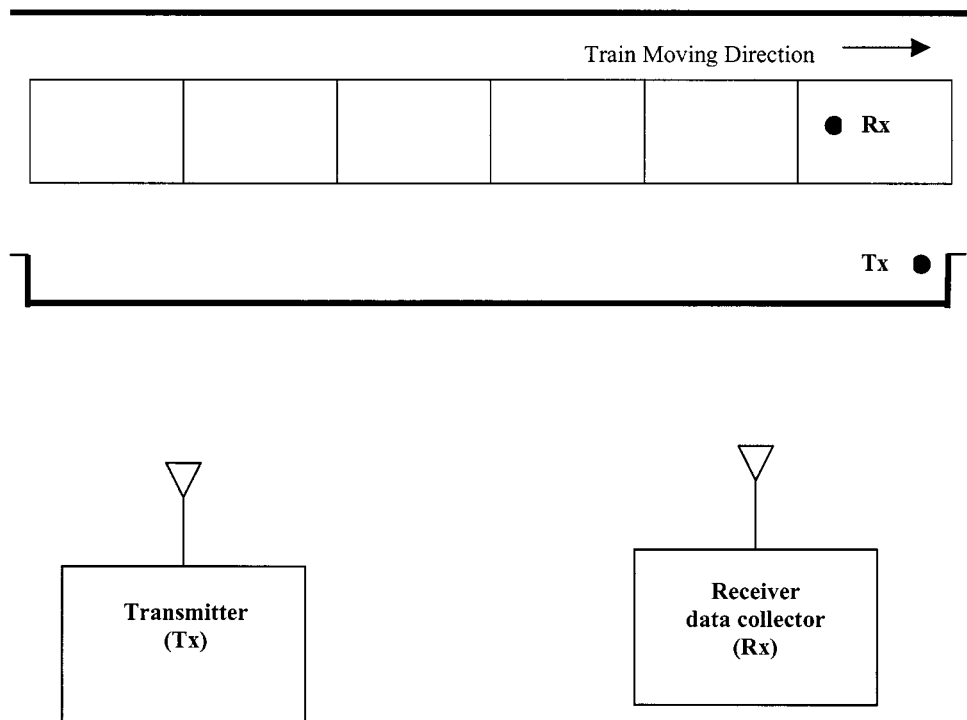 Train Moving Direction
Rx
Tx
Transmitter
(Tx)
Receiver
data collector
(Rx)